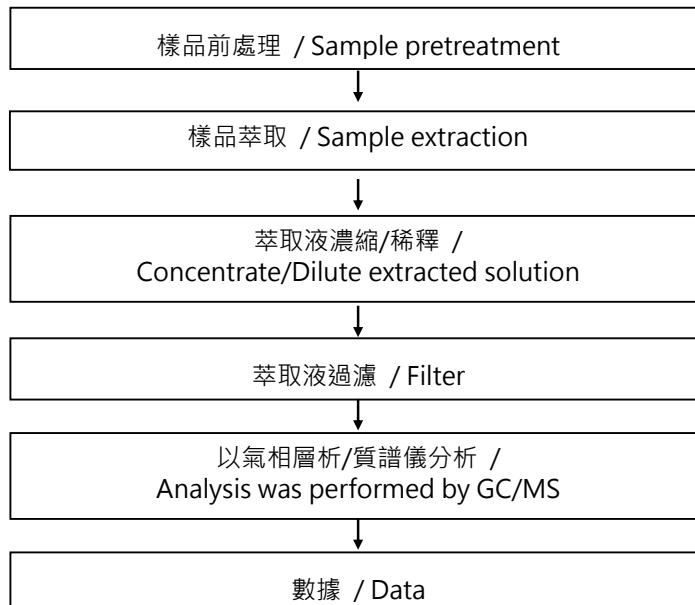 樣品前處理 / Sample pretreatment
樣品萃取 / Sample extraction
萃取液濃縮/稀釋 /
Concentrate/Dilute extracted solution
萃取液過濾 / Filter
以氣相層析/質譜儀分析 /
Analysis was performed by GC/MS
數據 / Data